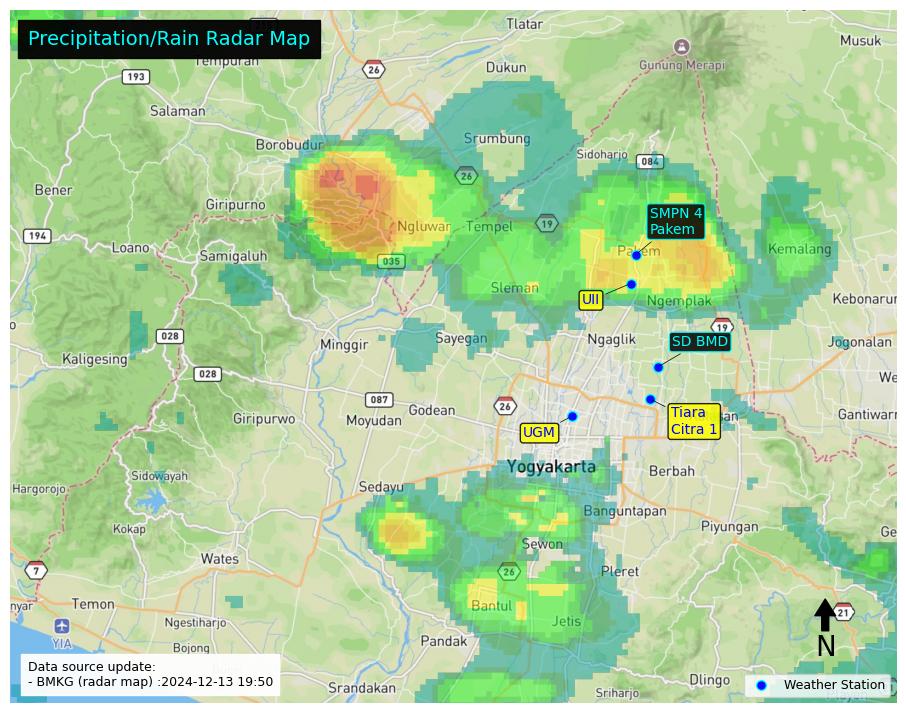 Precipitation/Rain Radar Map
Tlatar
Musuk
Tempuran
26
193
Dukun
Gunung Merapi
Salaman
Borobudur
Srumbung
Sidoharjo
084
26
Bener
Giripurno
SMPN 4
Pakem
194
Loano
Ngluwar
Tempel
19
Samigaluh
035
Pakem
Kemalang
Sleman
UII
Ngemplak
Kebonarum
19
028
Minggir
Sayegan
Ngaglik
SD BMD
Jogonalan
Kaligesing
028
087
26
Godean
Giripurwo
Moyudan
UGM
Tiara
Citra 1
Gantiwarn
Yogyakarta
Berbah
Sidowayah
Sedayu
Hargorojo
Banguntapan
Kokap
Piyungan
Sewon
Wates
7
26
Pleret
Temon
Bantul
Jetis
21
Ngestiharjo
YIA
Pandak
N
Bojong
Data source update:
- BMKG (radar map) :2024-12-13 19:50
Srandakan
Sriharjo
Dlingo
Weather Station